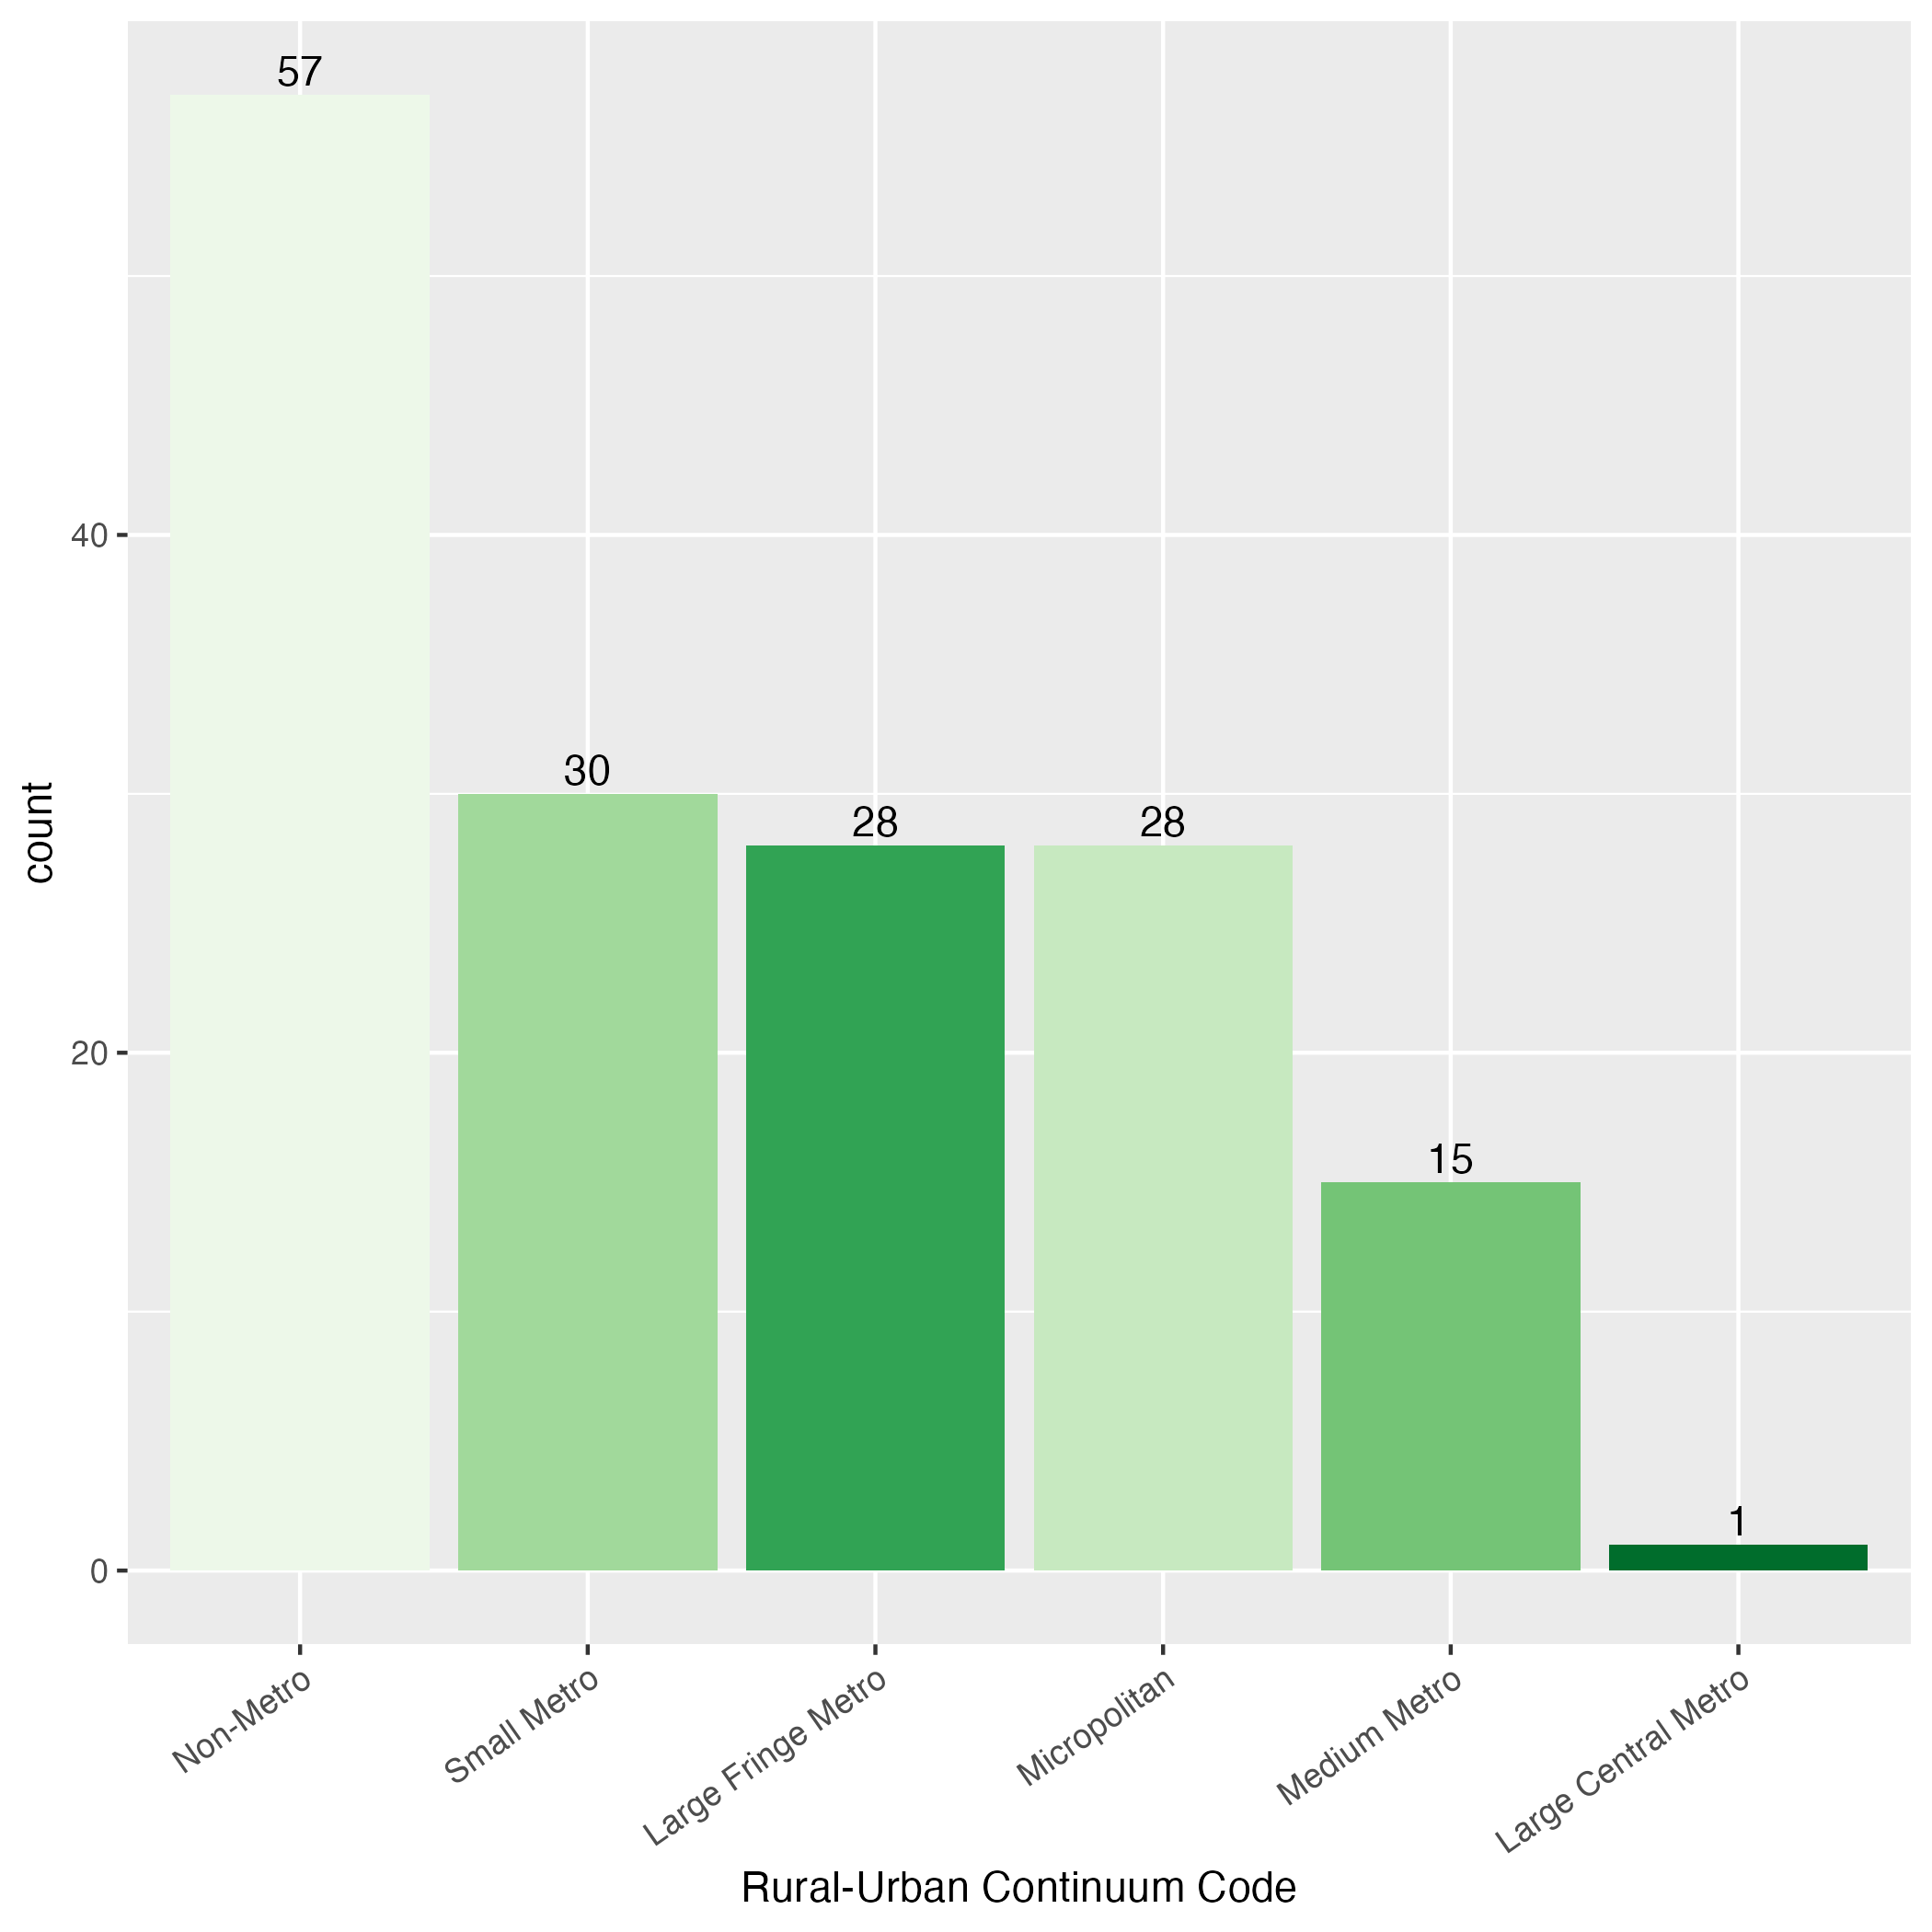 57
30
28
28
15
1
40
20
0
count
Non-Metro
Small Metro
Large Fringe Metro
Micropolitan
Medium Metro
Large Central Metro
Rural-Urban Continuum Code